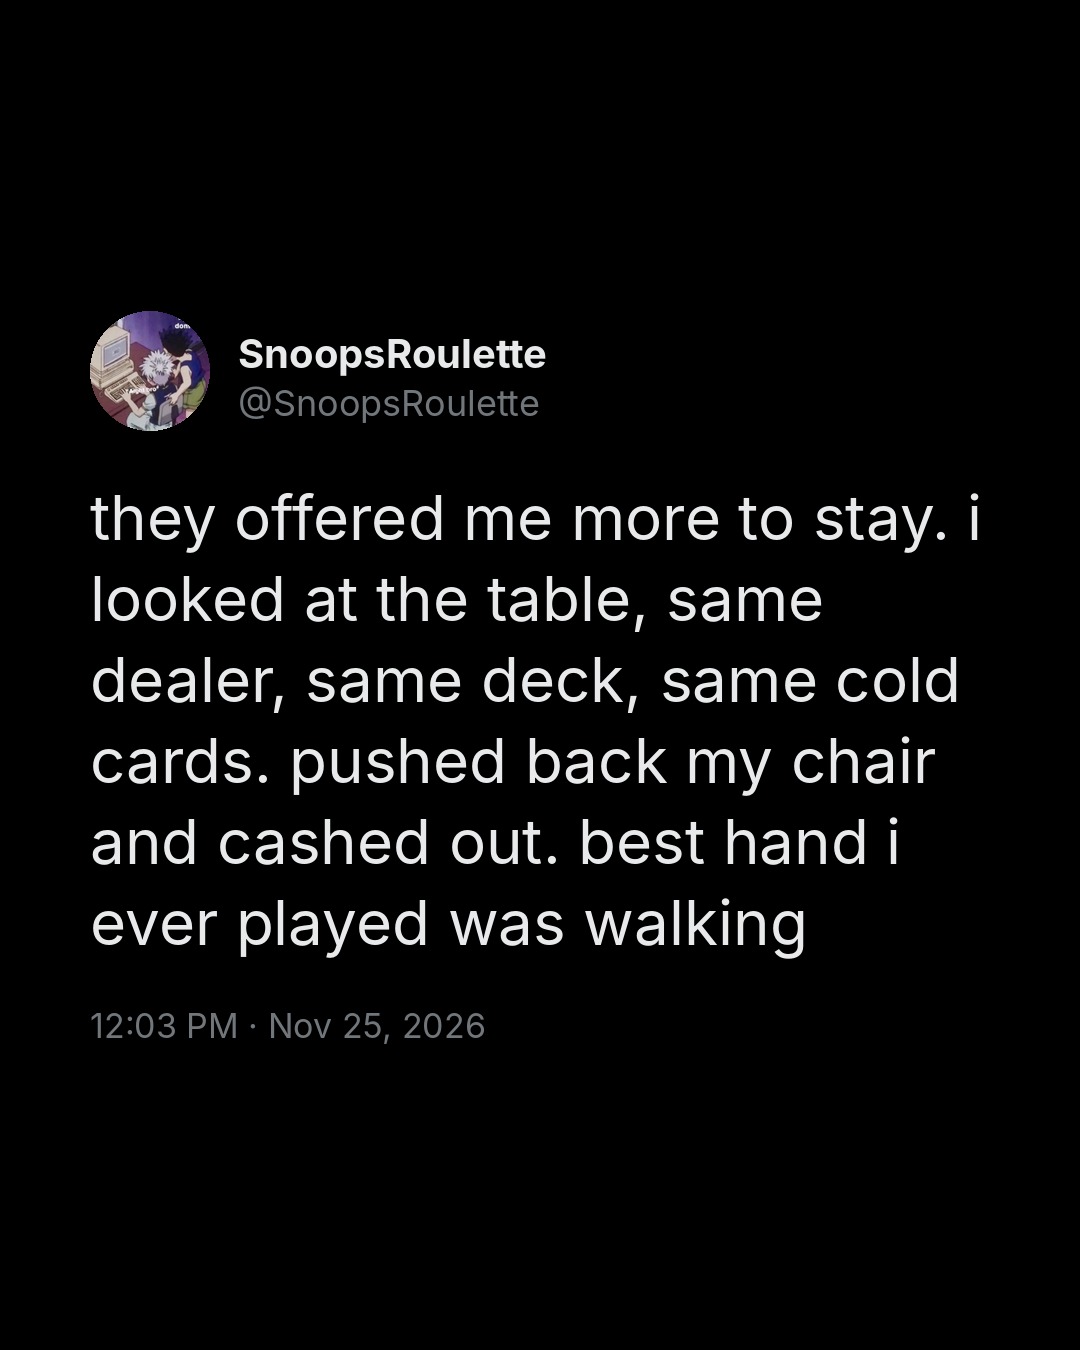 SnoopsRoulette
@SnoopsRoulette
they offered me more to stay. i
looked at the table, same
dealer, same deck, same cold
cards. pushed back my chair
and cashed out. best hand i
ever played was walking
12:03 PM · Nov 25, 2026